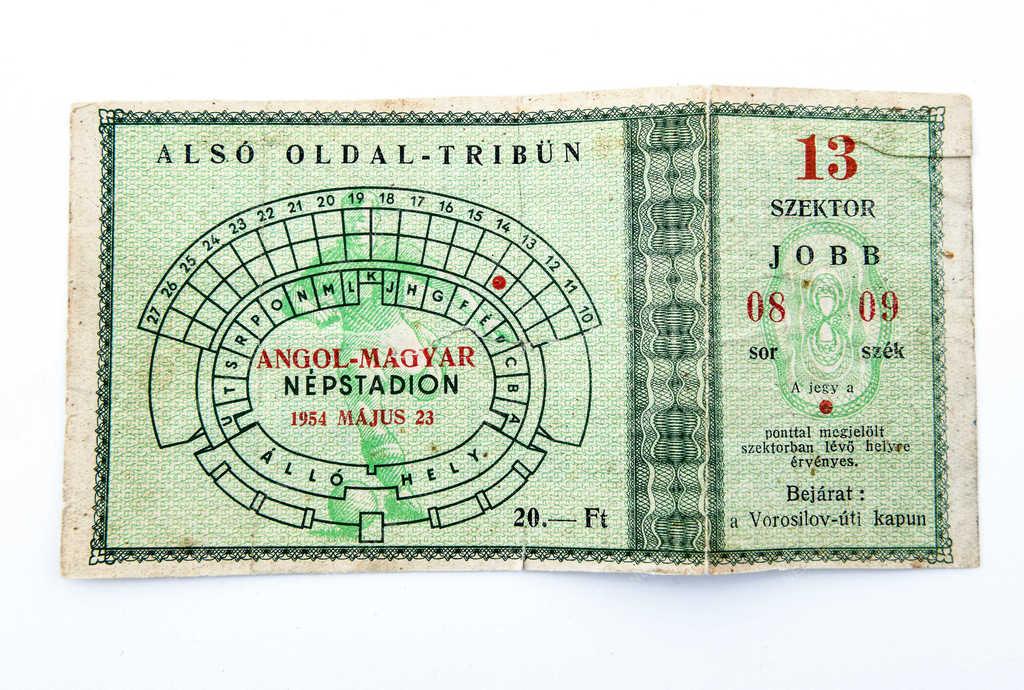 ALSÓ OLDAL-TRIBÜN
27 26 25 24 23 22 21 20 19 18 17 16 15 14 13 12 11 10
U T S R P O N M L K J H G F É C B A
ANGOL-MAGYAR
NÉPSTADION
1954 MÁJUS 23
ÁLLÓ HELY
20.— Ft
13
SZEKTOR
JOBB
08 09
sor szék
A jegy a
ponttal megjelölt
szektorban lévő helyre
érvényes.
Bejárat :
a Vorosilov-úti kapun